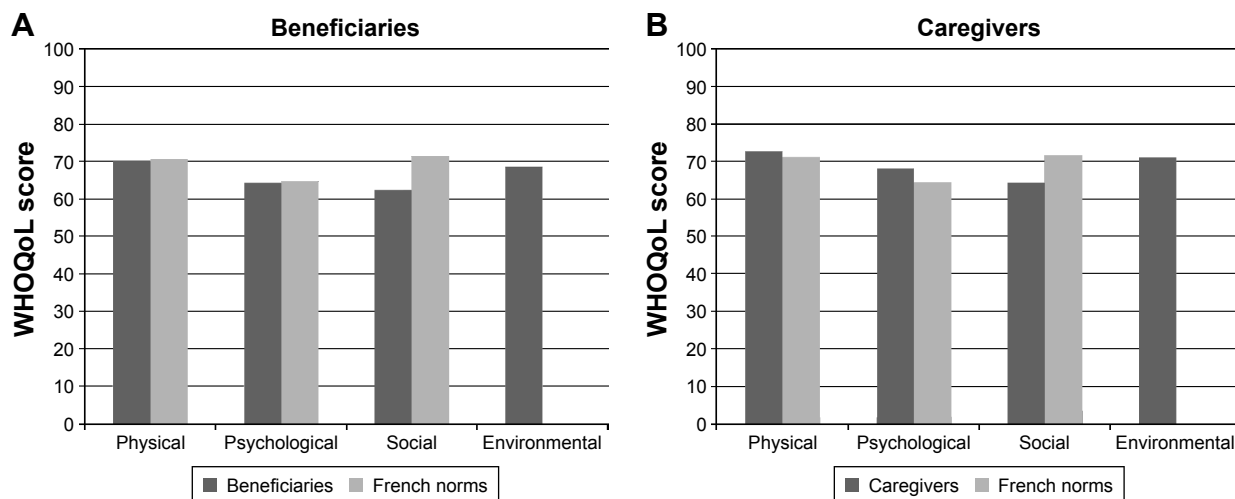 A
Beneficiaries
WHOQoL score
100
90
80
70
60
50
40
30
20
10
0
Physical Psychological Social Environmental
Beneficiaries French norms
B
Caregivers
WHOQoL score
100
90
80
70
60
50
40
30
20
10
0
Physical Psychological Social Environmental
Caregivers French norms